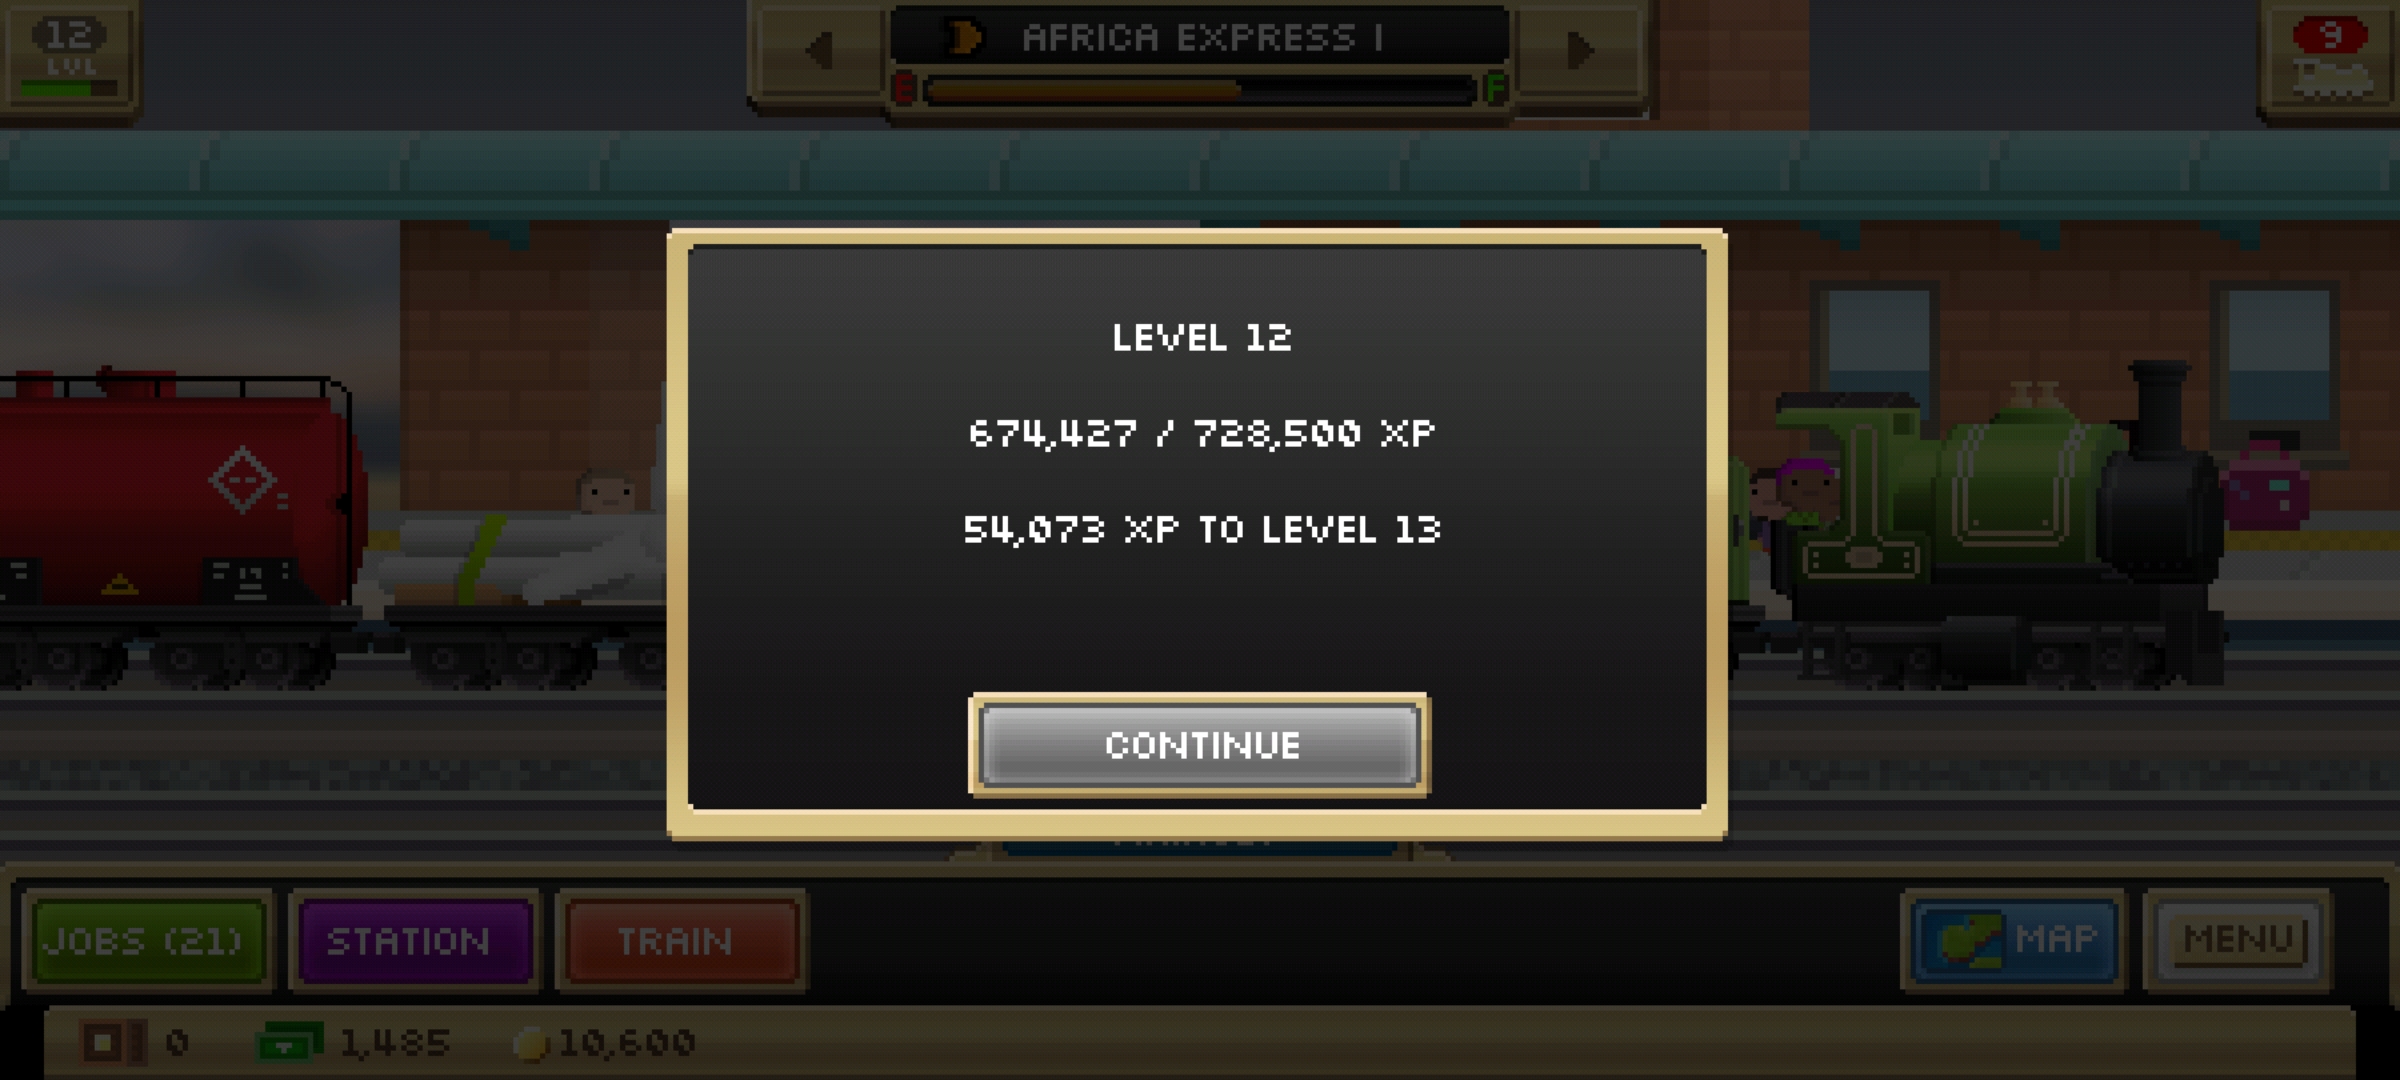 12
LVL
AFRICA EXPRESS I
E
F
9
LEVEL 12
674,427 / 728,500 XP
54,073 XP TO LEVEL 13
CONTINUE
JOBS (21)
STATION
TRAIN
MAP
MENU
0
1,485
10,600